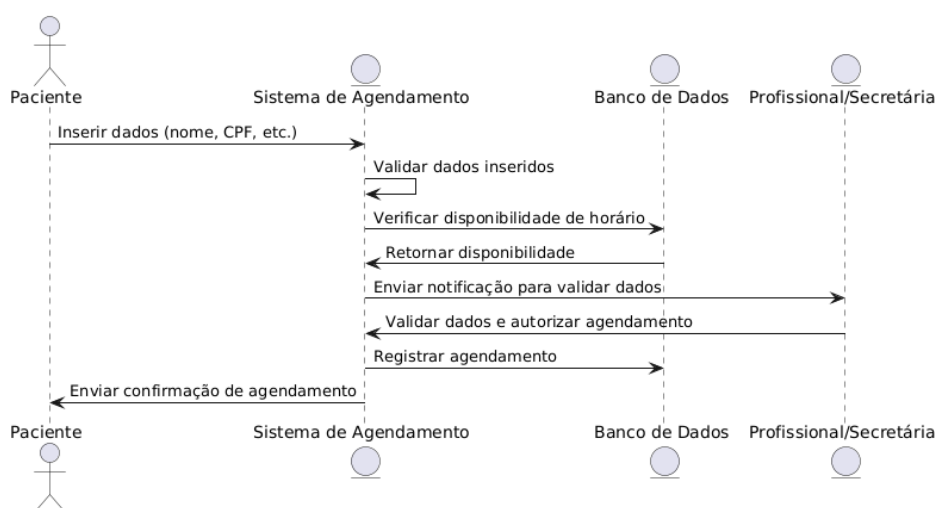 Paciente
Sistema de Agendamento
Banco de Dados
Profissional/Secretária
Inserir dados (nome, CPF, etc.)
Validar dados inseridos
Verificar disponibilidade de horário
Retornar disponibilidade
Enviar notificação para validar dados
Validar dados e autorizar agendamento
Registrar agendamento
Enviar confirmação de agendamento
Paciente
Sistema de Agendamento
Banco de Dados
Profissional/Secretária